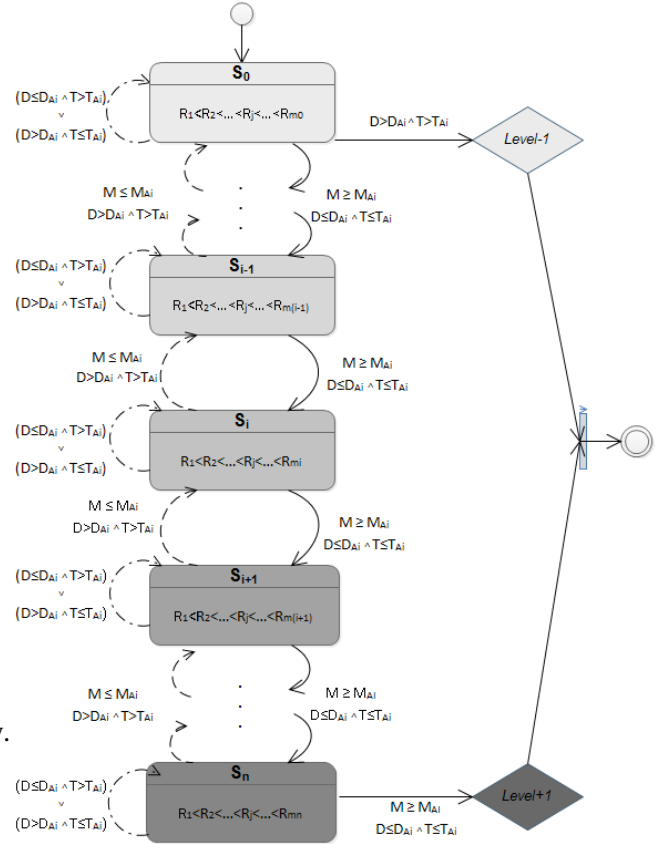 S0
(D≤DAi ^ T>TAi)
v
(D>DAi ^ T≤TAi)
R1<R2<...<Rj<...<Rm0
D>DAi ^ T>TAi
Level-1
M ≤ MAi
D>DAi ^ T>TAi
.
.
.
M ≥ MAi
D≤DAi ^ T≤TAi
Si-1
(D≤DAi ^ T>TAi)
v
(D>DAi ^ T≤TAi)
R1<R2<...<Rj<...<Rm(i-1)
M ≤ MAi
D>DAi ^ T>TAi
M ≥ MAi
D≤DAi ^ T≤TAi
Si
(D≤DAi ^ T>TAi)
v
(D>DAi ^ T≤TAi)
R1<R2<...<Rj<...<Rmi
M ≤ MAi
D>DAi ^ T>TAi
M ≥ MAi
D≤DAi ^ T≤TAi
Si+1
(D≤DAi ^ T>TAi)
v
(D>DAi ^ T≤TAi)
R1<R2<...<Rj<...<Rm(i+1)
M ≤ MAi
D>DAi ^ T>TAi
.
.
.
M ≥ MAi
D≤DAi ^ T≤TAi
Sn
(D≤DAi ^ T>TAi)
v
(D>DAi ^ T≤TAi)
R1<R2<...<Rj<...<Rmn
M ≥ MAi
D≤DAi ^ T≤TAi
Level+1